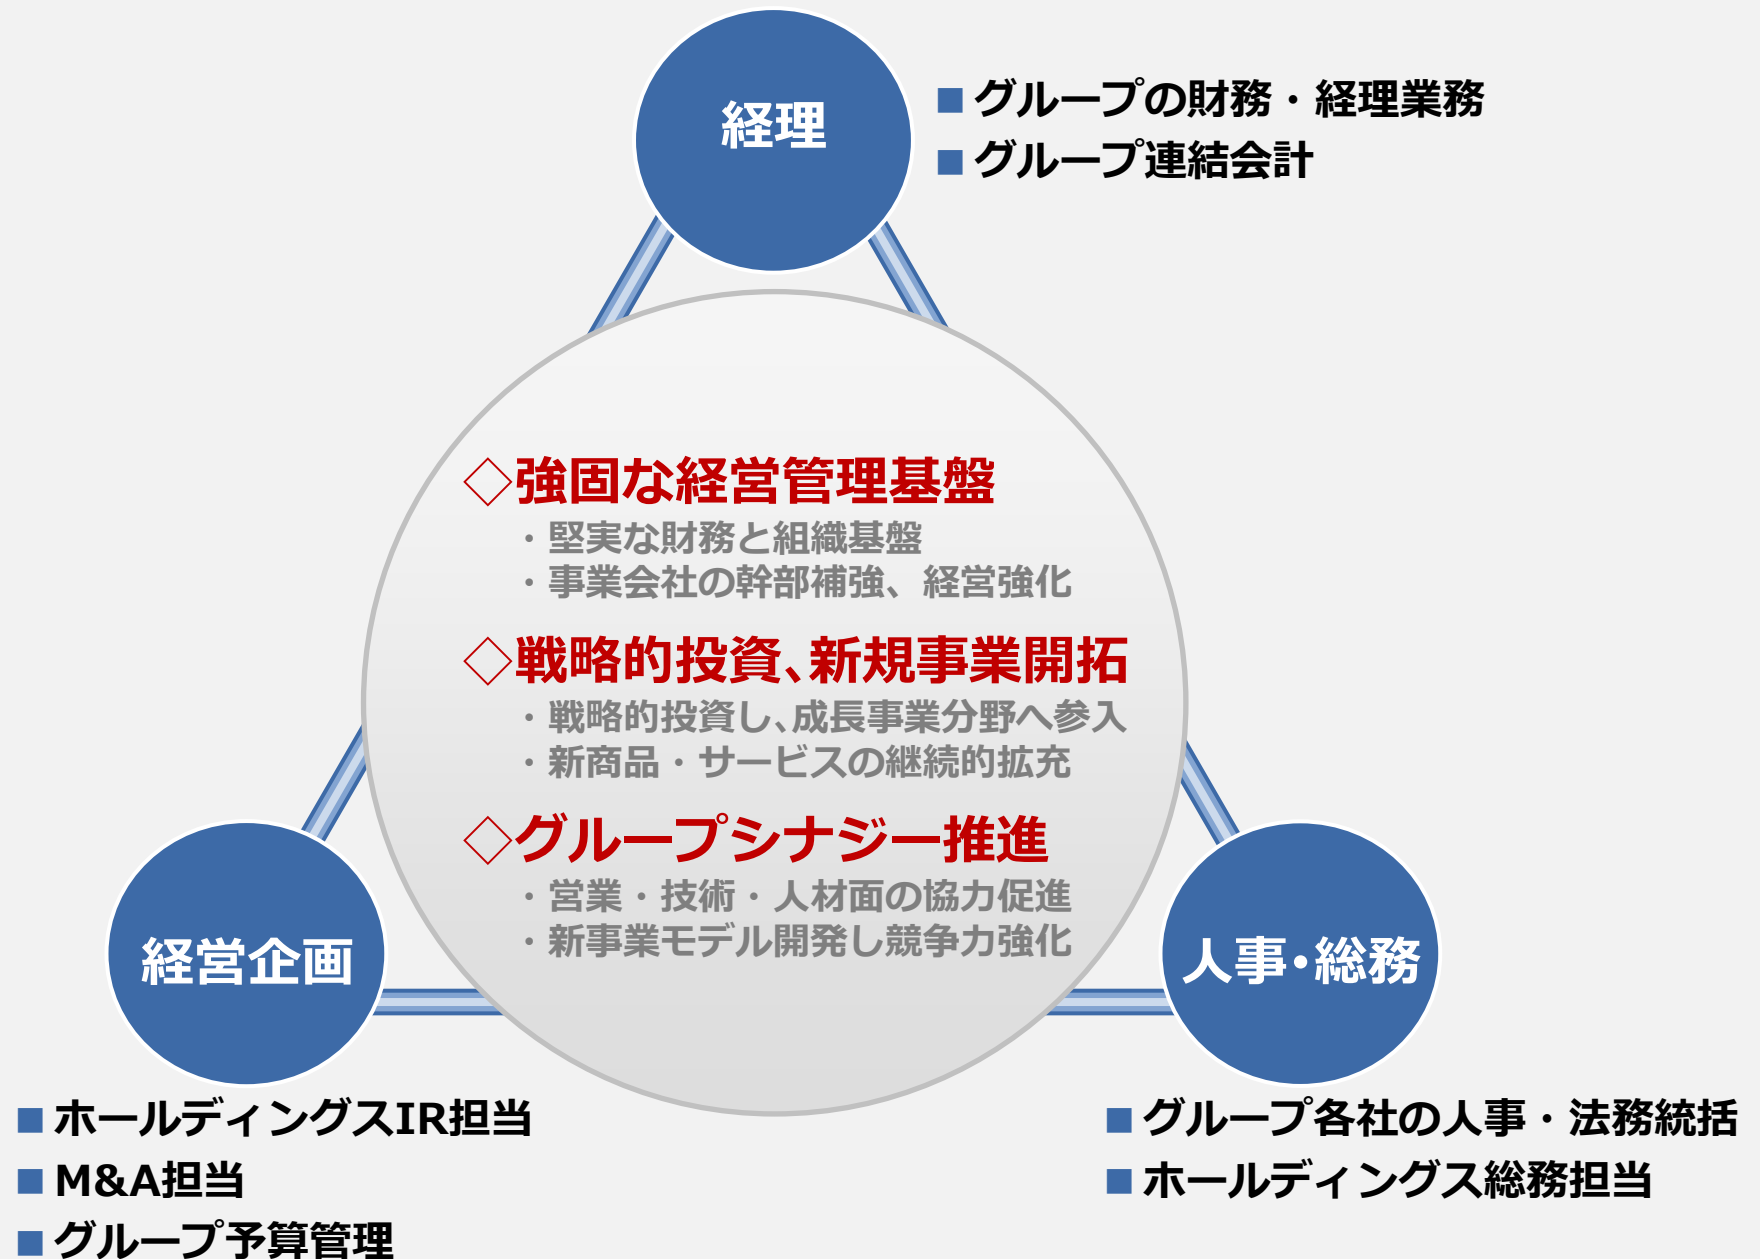 経理
■グループの財務・経理業務
■グループ連結会計
◇強固な経営管理基盤
・堅実な財務と組織基盤
・事業会社の幹部補強、経営強化
◇戦略的投資、新規事業開拓
・戦略的投資し、成長事業分野へ参入
・新商品・サービスの継続的拡充
◇グループシナジー推進
・営業・技術・人材面の協力促進
・新事業モデル開発し競争力強化
経営企画
■ホールディングスIR担当
■M&A担当
■グループ予算管理
人事・総務
■グループ各社の人事・法務統括
■ホールディングス総務担当